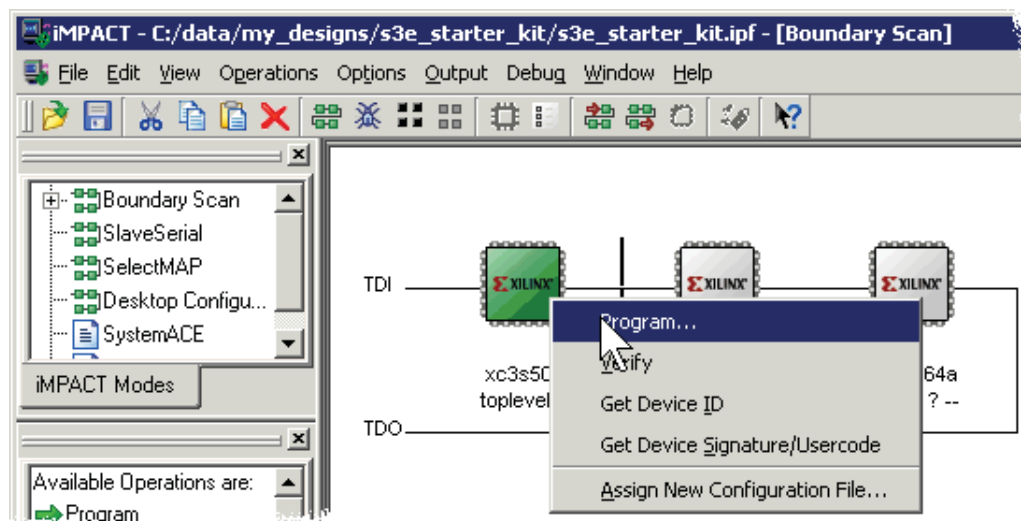 iMPACT - C:/data/my_designs/s3e_starter_kit/s3e_starter_kit.ipf - [Boundary Scan]
File Edit View Operations Options Output Debug Window Help
Boundary Scan
SlaveSerial
SelectMAP
Desktop Configu...
SystemACE
iMPACT Modes
Available Operations are:
Program
TDI
XILINX
XILINX
XILINX
xc3s50
toplevel
64a
? --
TDO
Program...
Verify
Get Device ID
Get Device Signature/Usercode
Assign New Configuration File...